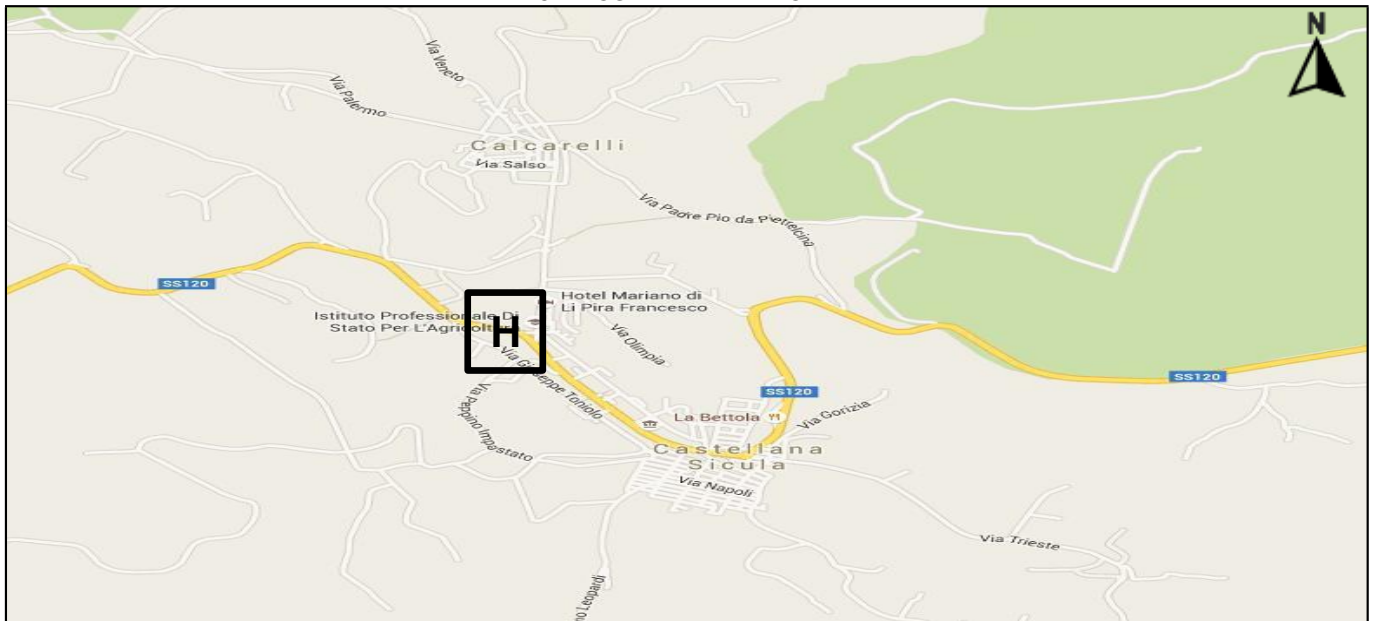 N
Via Veneto
Via Palermo
Calcarelli
Via Salso
Via Padre Pio da Pietrelcina
SS120
Hotel Mariano di
Li Pira Francesco
Istituto Professionale Di
Stato Per L'Agricoltura
H
Via Olimpia
Via Giuseppe Toniolo
SS120
SS120
Via Peppino Impastato
La Bettola
Via Gorizia
Castellana
Sicula
Via Napoli
Via Trieste
Leopardi